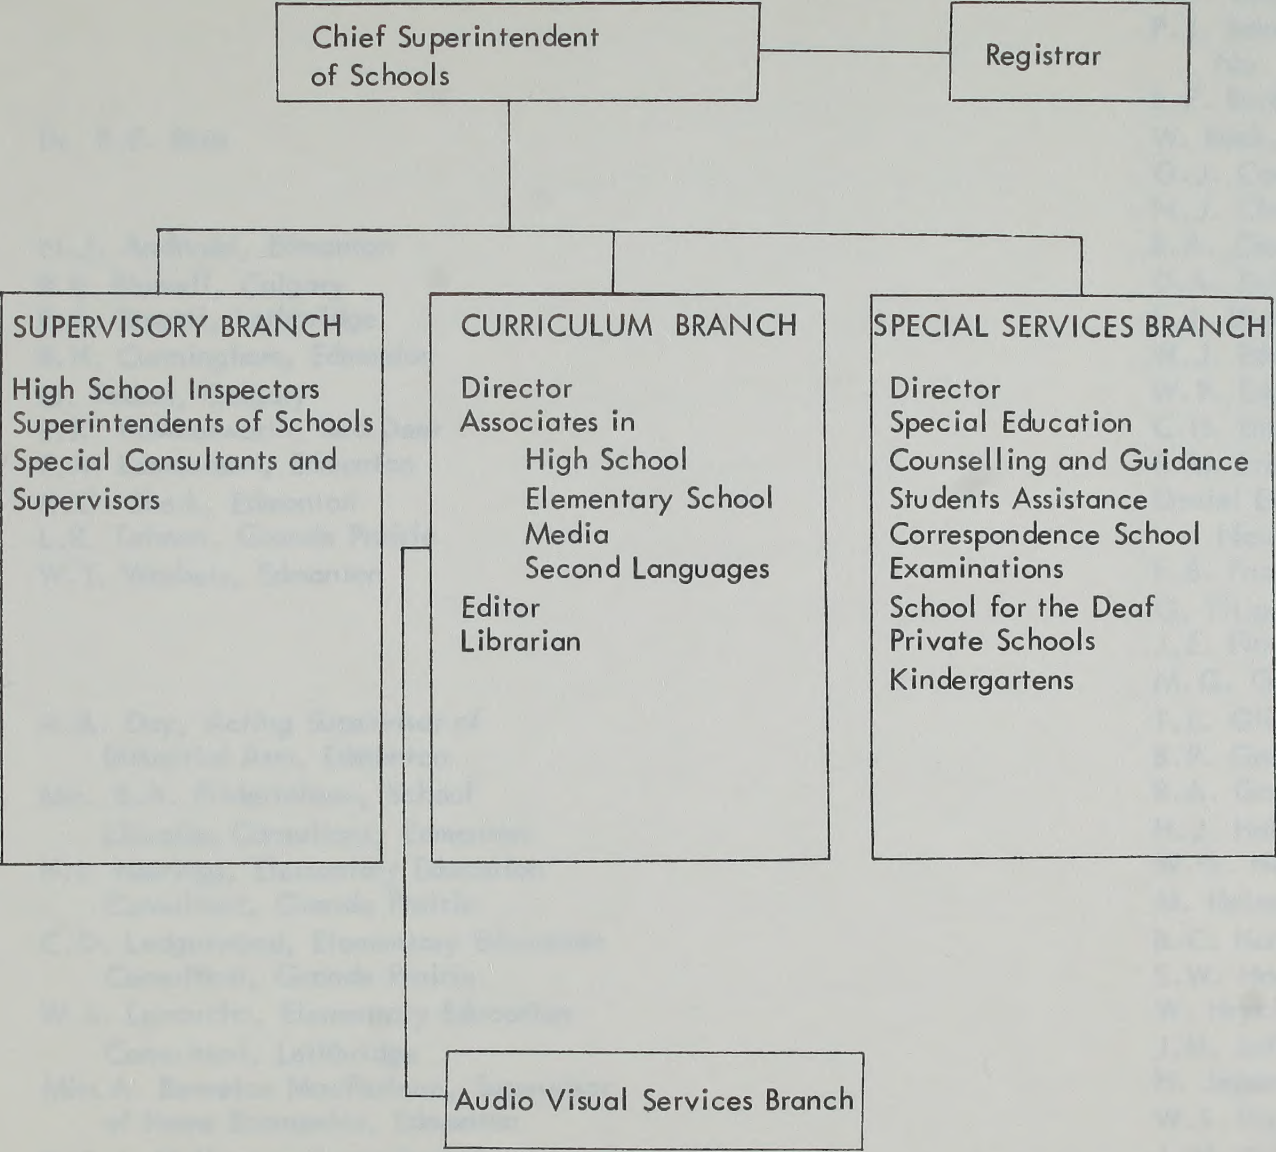 Chief Superintendent
of Schools
Registrar
SUPERVISORY BRANCH
High School Inspectors
Superintendents of Schools
Special Consultants and
Supervisors
CURRICULUM BRANCH
Director
Associates in
High School
Elementary School
Media
Second Languages
Editor
Librarian
SPECIAL SERVICES BRANCH
Director
Special Education
Counselling and Guidance
Students Assistance
Correspondence School
Examinations
School for the Deaf
Private Schools
Kindergartens
Audio Visual Services Branch